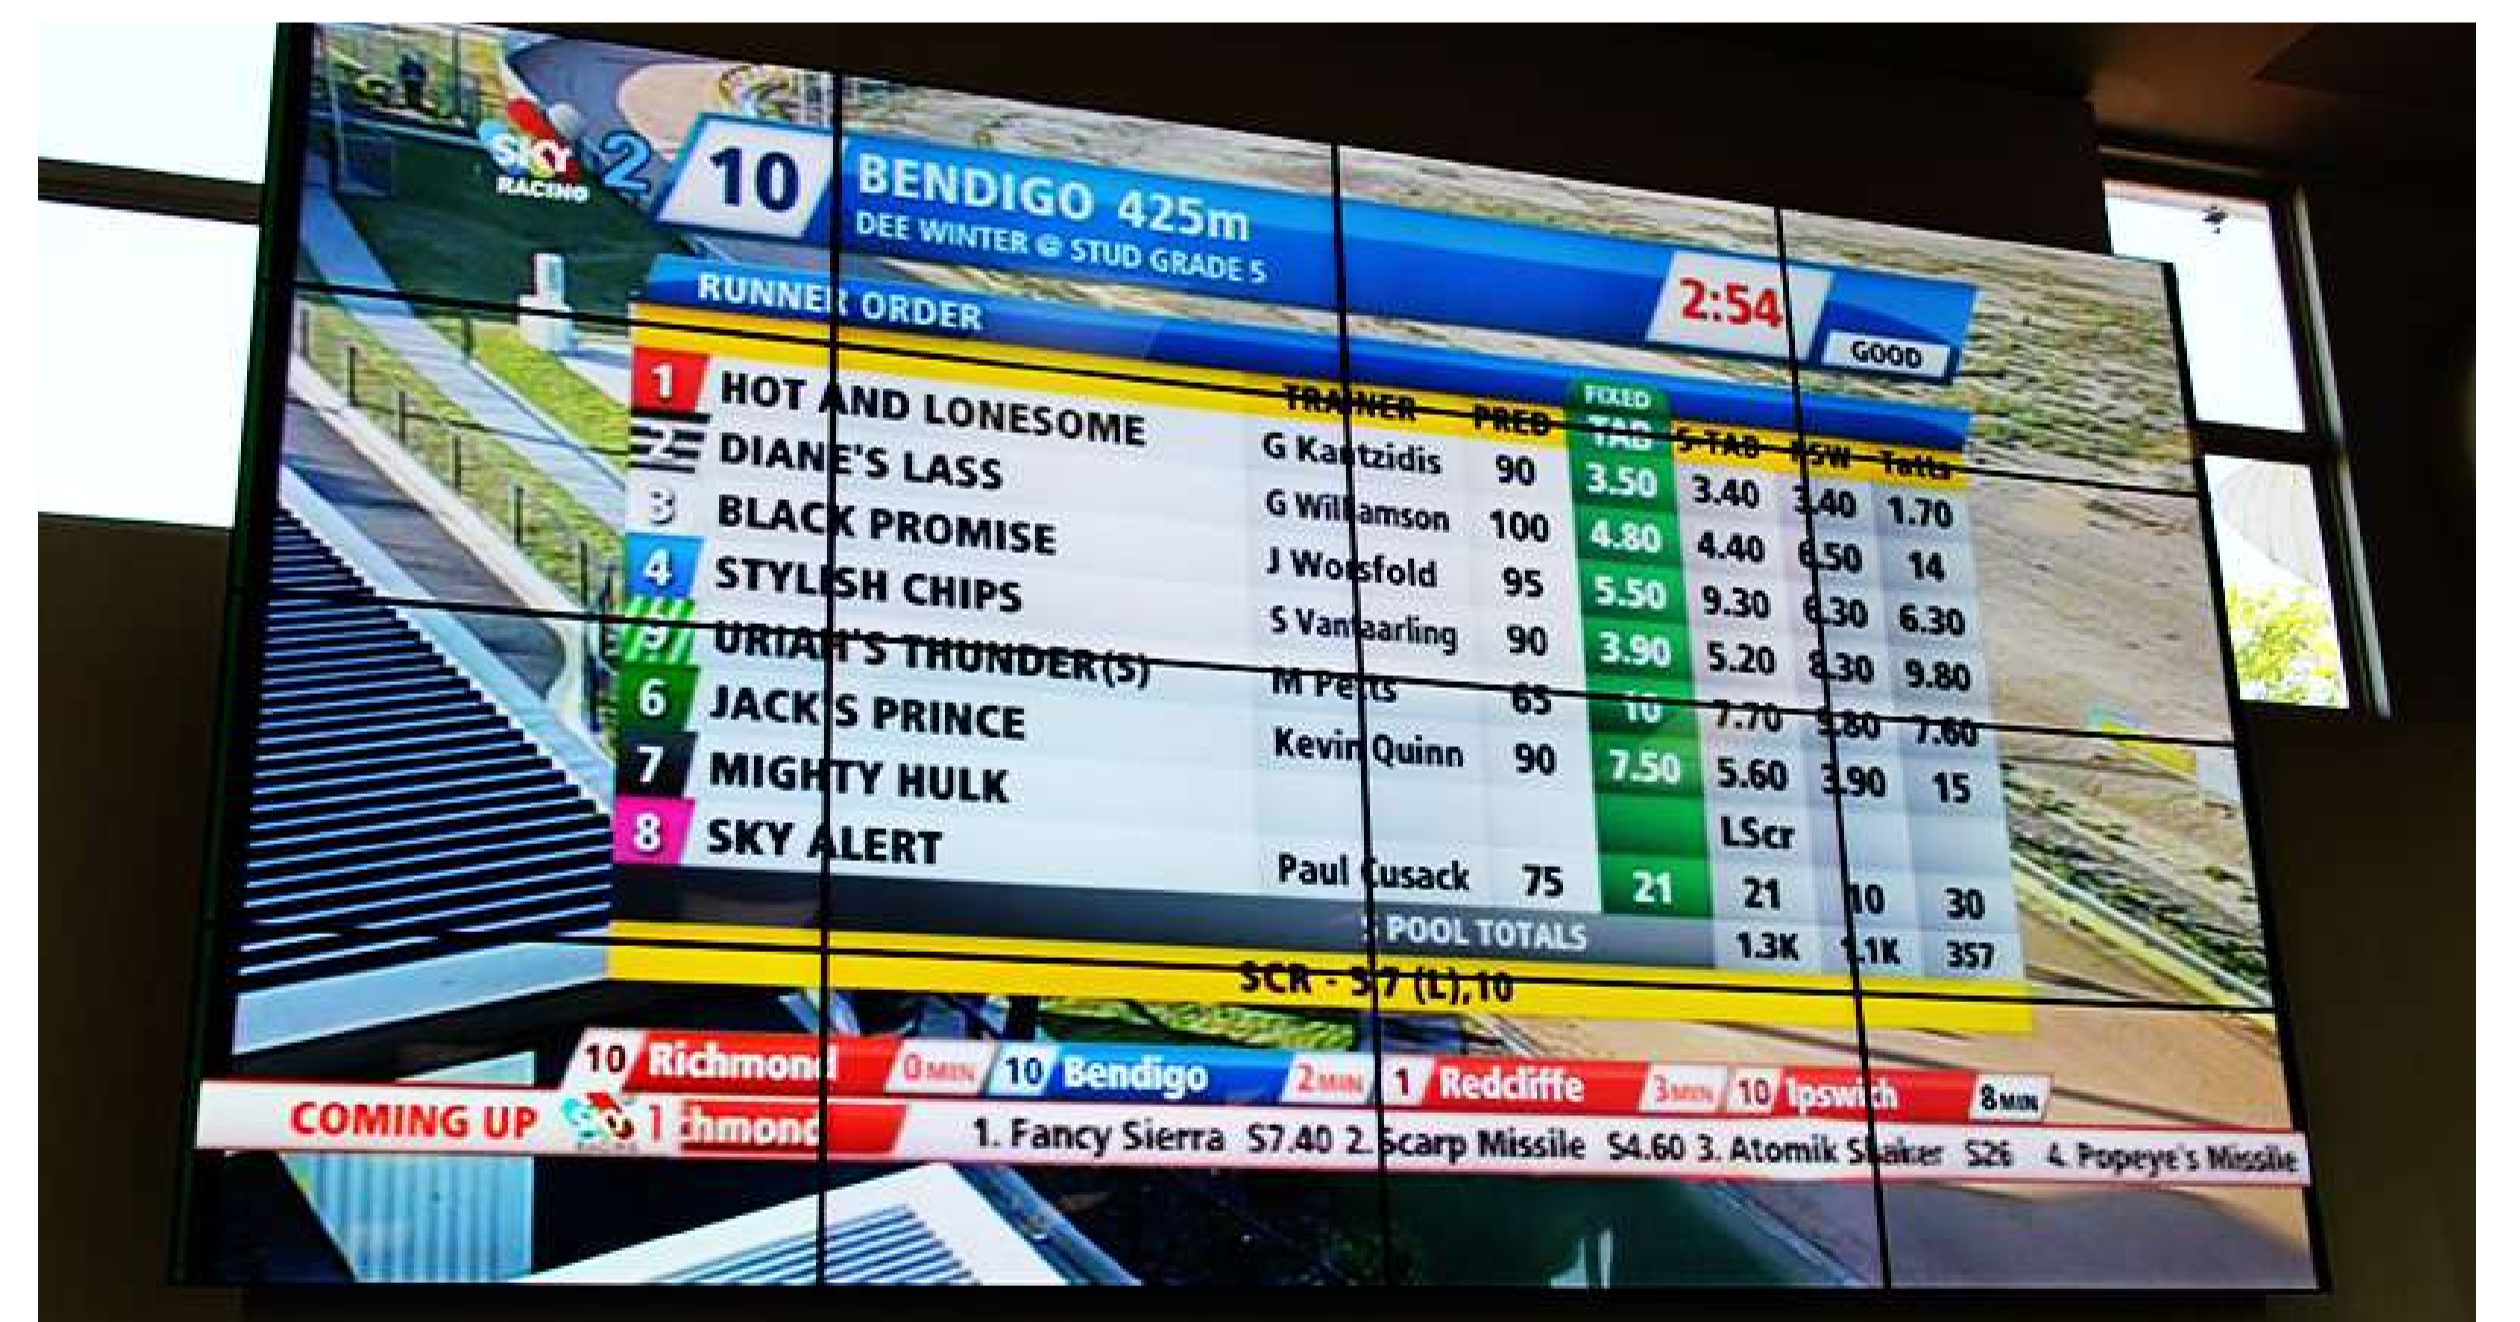 SKY RACING 2
10 BENDIGO 425m
DEE WINTER @ STUD GRADE 5
2:54
GOOD
RUNNER ORDER
TRAINER PRED FIXED TAB S-TAB NSW Tatts
1 HOT AND LONESOME G Kantzidis 90 3.50 3.40 3.40 1.70
2 DIANE'S LASS G Williamson 100 4.80 4.40 6.50 14
3 BLACK PROMISE J Worsfold 95 5.50 9.30 6.30 6.30
4 STYLISH CHIPS S 90 3.90 5.20 8.30 9.80
9 URIAH'S THUNDER(5) M 65 10 7.70 7.60
6 JACK'S PRINCE Kevin Quinn 90 7.50 5.60 3.90 15
7 MIGHTY HULK LScr
8 SKY ALERT Paul Cusack 75 21 21 10 30
POOL TOTALS 1.3K 1.1K 357
SCR - 5,7 (L),10
10 Richmond 0MIN 10 Bendigo 2MIN 1 Redcliffe 3MIN 10 Ipswich 8MIN
COMING UP 1 chmond 1. Fancy Sierra $7.40 2. Scarp Missile $4.60 3. Atomik Shaker $26 4. Popeye's Missile